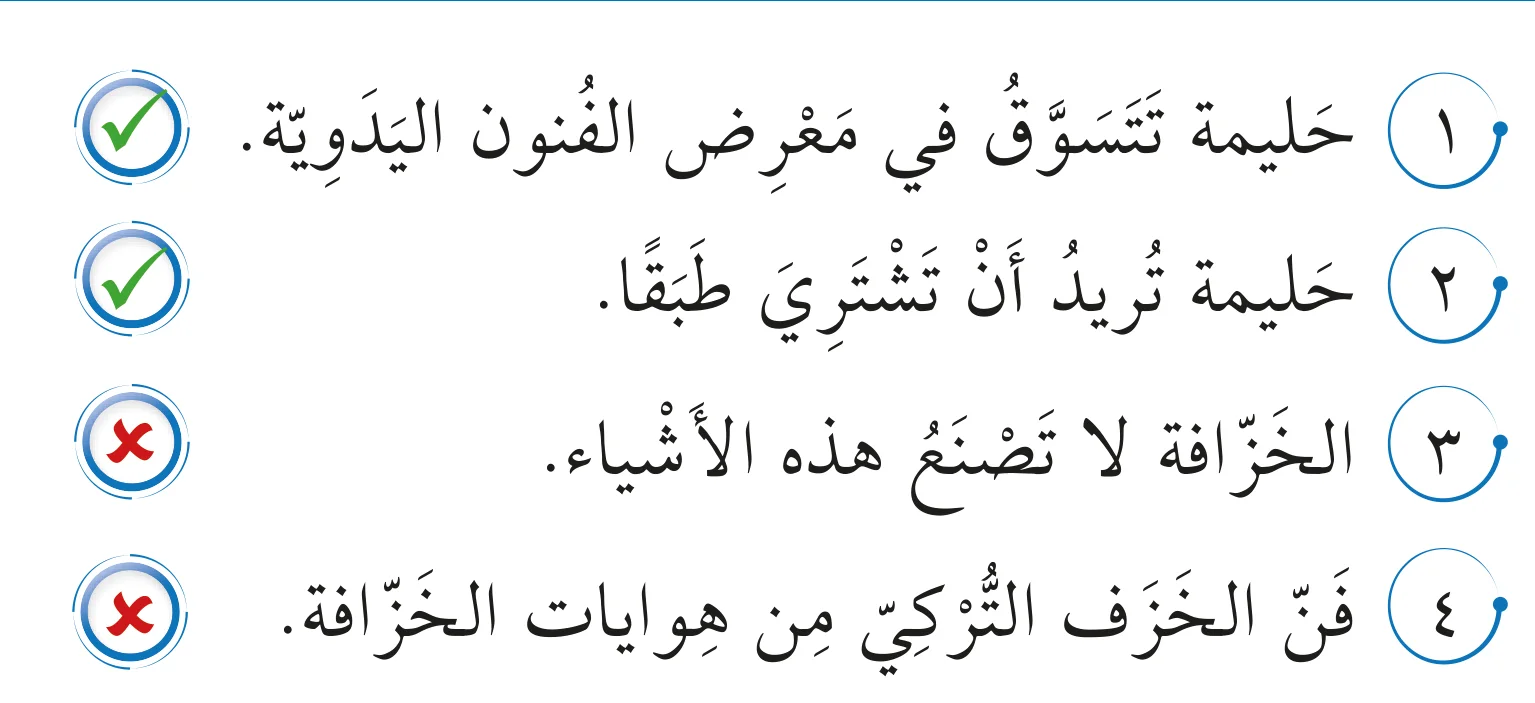 ١ حَليمة تَتَسَوَّقُ في مَعْرِض الفُنون اليَدَوِيّة.
٢ حَليمة تُريدُ أَنْ تَشْتَرِيَ طَبَقًا.
٣ الخَزّافة لا تَصْنَعُ هذه الأَشْياء.
٤ فَنّ الخَزَف التُّرْكِيّ مِن هِوايات الخَزّافة.